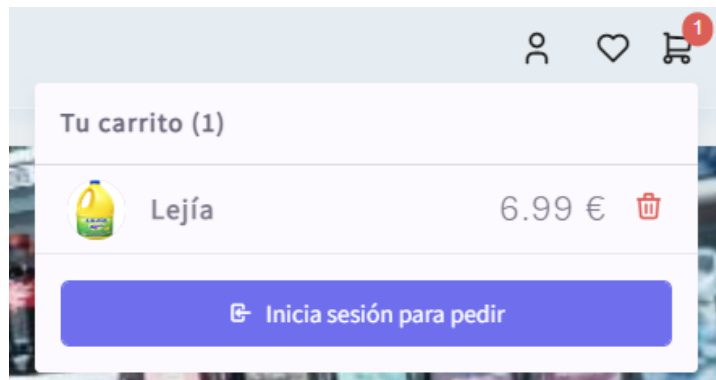 1
Tu carrito (1)
Lejía 6.99 €
Inicia sesión para pedir